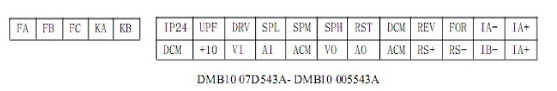 FA FB FC KA KB
IP24 UPF DRV SPL SPM SPH RST DCM REV FOR IA- IA+
DCM +10 VI AI ACM VO AO ACM RS+ RS- IB- IA+
DMB10 07D543A- DMB10 005543A